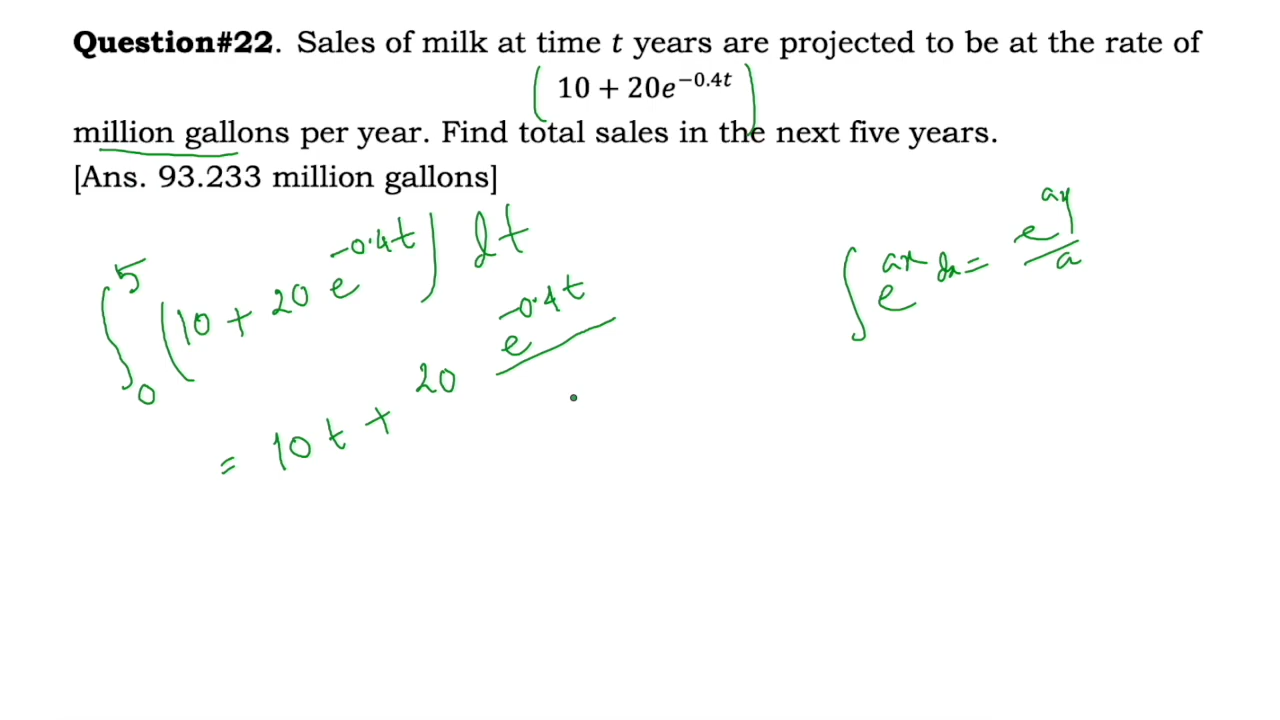 Question#22. Sales of milk at time t years are projected to be at the rate of
10 + 20e^{−0.4t}
million gallons per year. Find total sales in the next five years.
[Ans. 93.233 million gallons]
∫₀⁵ (10 + 20 e^{-0.4t}) dt
= 10t + 20 e^{-0.4t}
∫ e^{ax} dx = e^{ax}/a